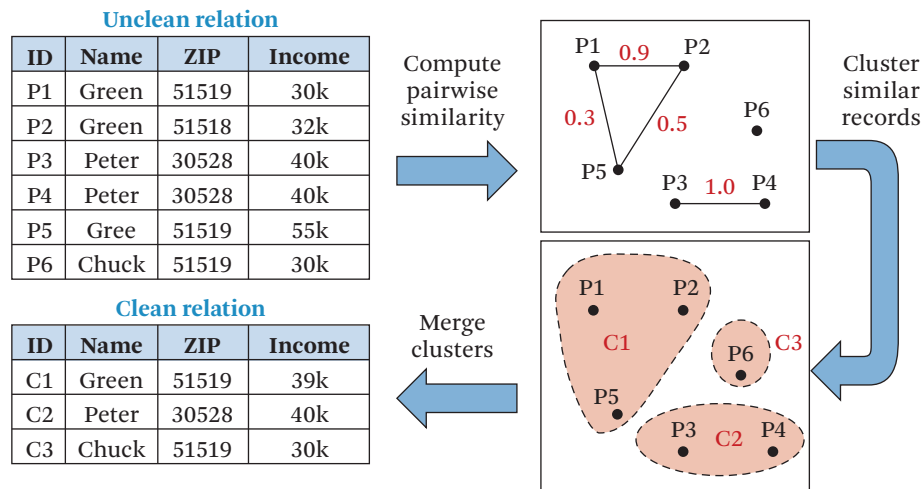 Unclean relation
ID Name ZIP Income
P1 Green 51519 30k
P2 Green 51518 32k
P3 Peter 30528 40k
P4 Peter 30528 40k
P5 Gree 51519 55k
P6 Chuck 51519 30k
Compute
pairwise
similarity
P1 0.9 P2
0.3 0.5 P6
P5
P3 1.0 P4
Cluster
similar
records
P1 P2
C1 P6 C3
P5
P3 C2 P4
Merge
clusters
Clean relation
ID Name ZIP Income
C1 Green 51519 39k
C2 Peter 30528 40k
C3 Chuck 51519 30k